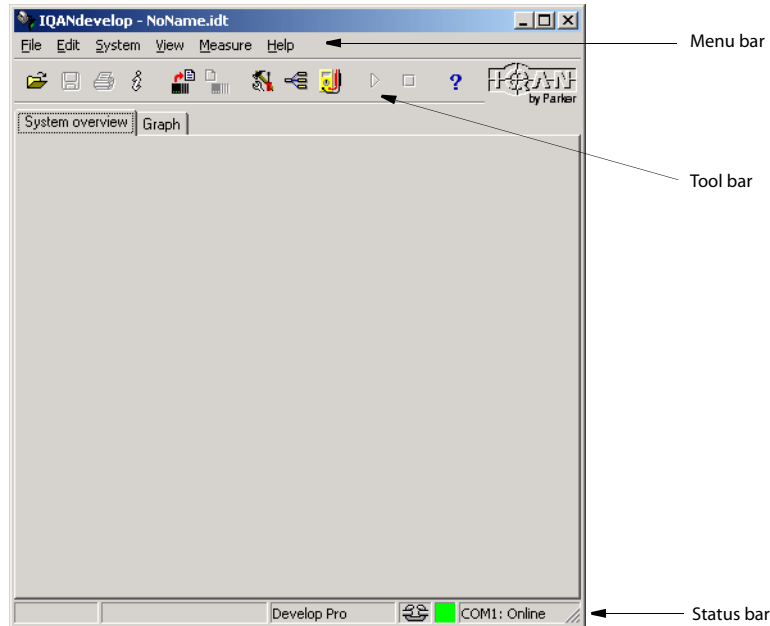 IQANdevelop - NoName.idt
File Edit System View Measure Help
Menu bar
?
IQAN
by Parker
System overview Graph
Tool bar
Develop Pro
COM1: Online
Status bar